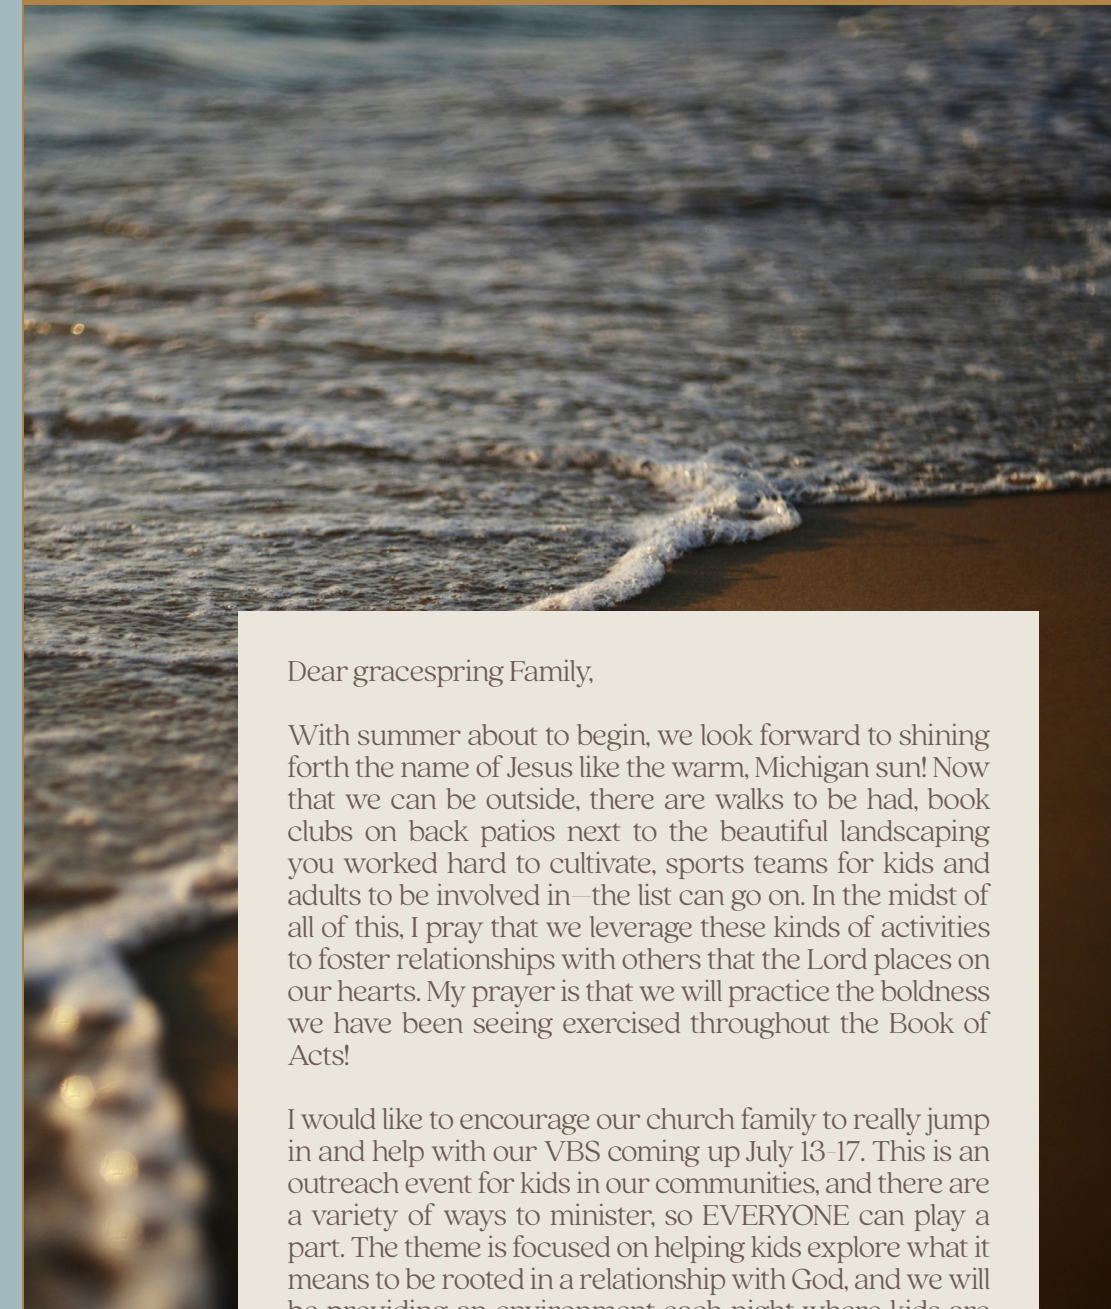 Dear gracespring Family,
With summer about to begin, we look forward to shining
forth the name of Jesus like the warm, Michigan sun! Now
that we can be outside, there are walks to be had, book
clubs on back patios next to the beautiful landscaping
you worked hard to cultivate, sports teams for kids and
adults to be involved in—the list can go on. In the midst of
all of this, I pray that we leverage these kinds of activities
to foster relationships with others that the Lord places on
our hearts. My prayer is that we will practice the boldness
we have been seeing exercised throughout the Book of
Acts!
I would like to encourage our church family to really jump
in and help with our VBS coming up July 13-17. This is an
outreach event for kids in our communities, and there are
a variety of ways to minister, so EVERYONE can play a
part. The theme is focused on helping kids explore what it
means to be rooted in a relationship with God, and we will
be providing an environment each night where kids are